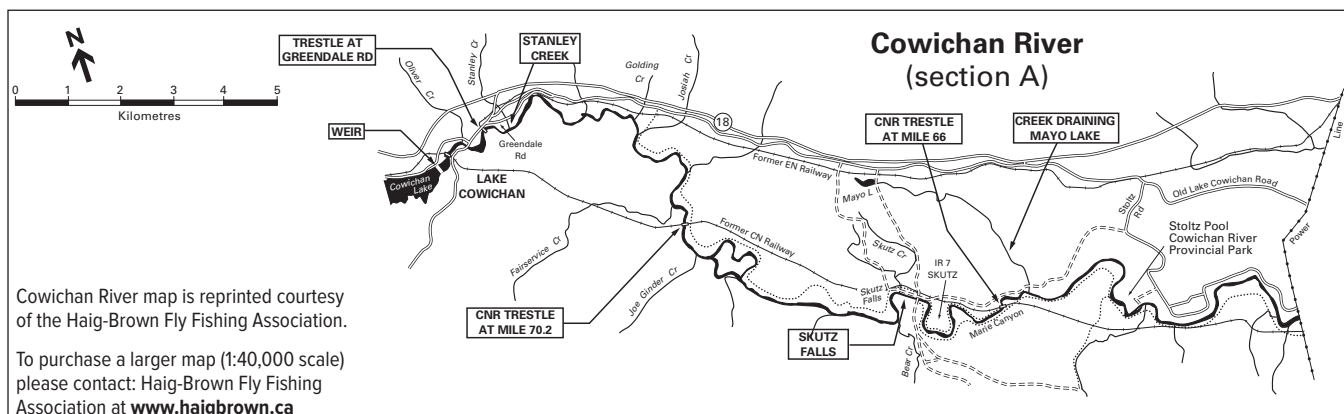 Cowichan River
(section A)
N
0 1 2 3 4 5
Kilometres
TRESTLE AT
GREENDALE RD
STANLEY
CREEK
Oliver
Cr
Stanley Cr
Golding
Cr
Josiah Cr
WEIR
Greendale
Rd
Cowichan
Lake
LAKE
COWICHAN
18
Former EN Railway
CNR TRESTLE
AT MILE 66
CREEK DRAINING
MAYO LAKE
Mayo L
Old Lake Cowichan Road
Stoltz
Rd
Power
Line
Stoltz Pool
Cowichan River
Provincial Park
Fairservice Cr
Former CN Railway
Skutz Cr
IR 7
SKUTZ
Joe Ginder Cr
Skutz
Falls
Marie Canyon
CNR TRESTLE
AT MILE 70.2
SKUTZ
FALLS
Bear Cr
Cowichan River map is reprinted courtesy
of the Haig-Brown Fly Fishing Association.
To purchase a larger map (1:40,000 scale)
please contact: Haig-Brown Fly Fishing
Association at www.haigbrown.ca